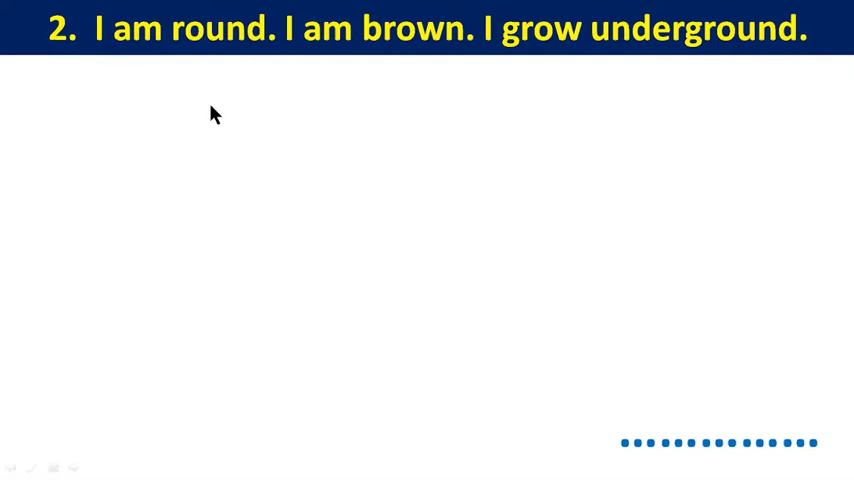 2. I am round. I am brown. I grow underground.
...............